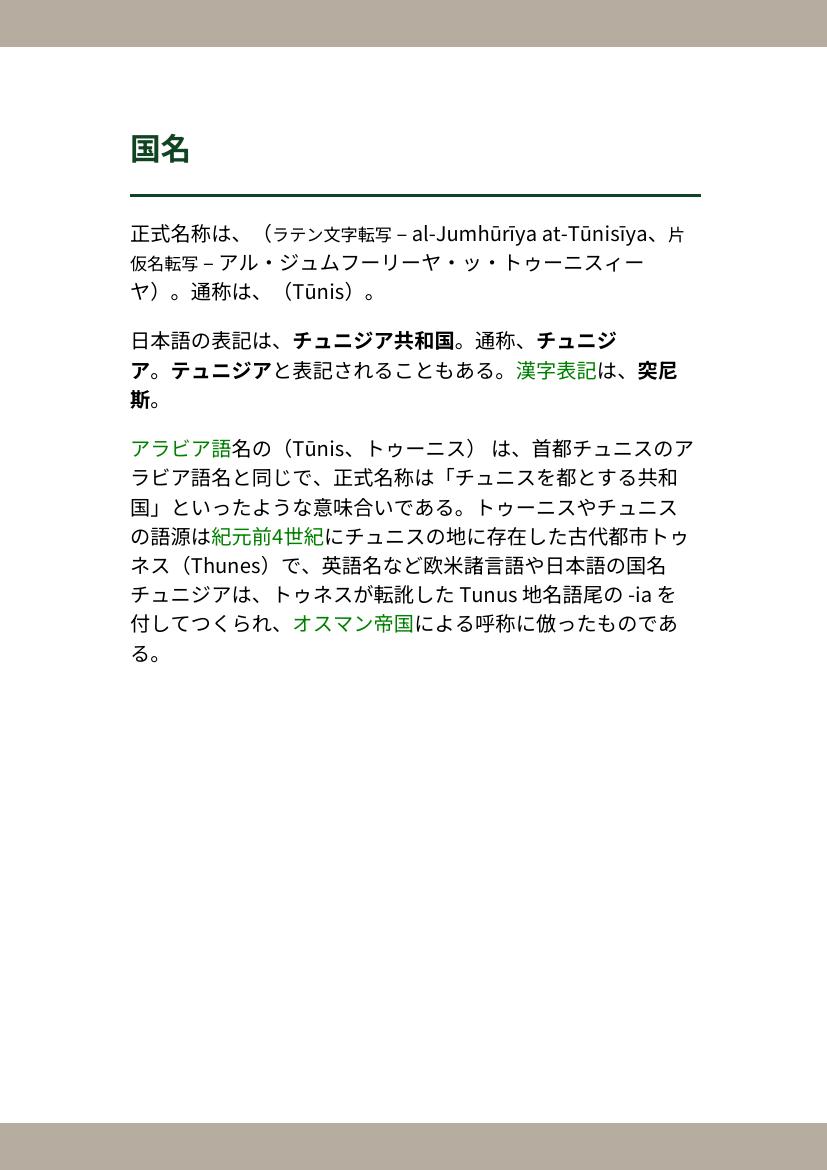 国名
正式名称は、（ラテン文字転写 – al-Jumhūrīya at-Tūnisīya、片
仮名転写 – アル・ジュムフーリーヤ・ッ・トゥーニスィー
ヤ）。通称は、（Tūnis）。
日本語の表記は、チュニジア共和国。通称、チュニジ
ア。テュニジアと表記されることもある。漢字表記は、突尼
斯。
アラビア語名の（Tūnis、トゥーニス） は、首都チュニスのア
ラビア語名と同じで、正式名称は「チュニスを都とする共和
国」といったような意味合いである。トゥーニスやチュニス
の語源は紀元前4世紀にチュニスの地に存在した古代都市トゥ
ネス（Thunes）で、英語名など欧米諸言語や日本語の国名
チュニジアは、トゥネスが転訛した Tunus 地名語尾の -ia を
付してつくられ、オスマン帝国による呼称に倣ったものであ
る。